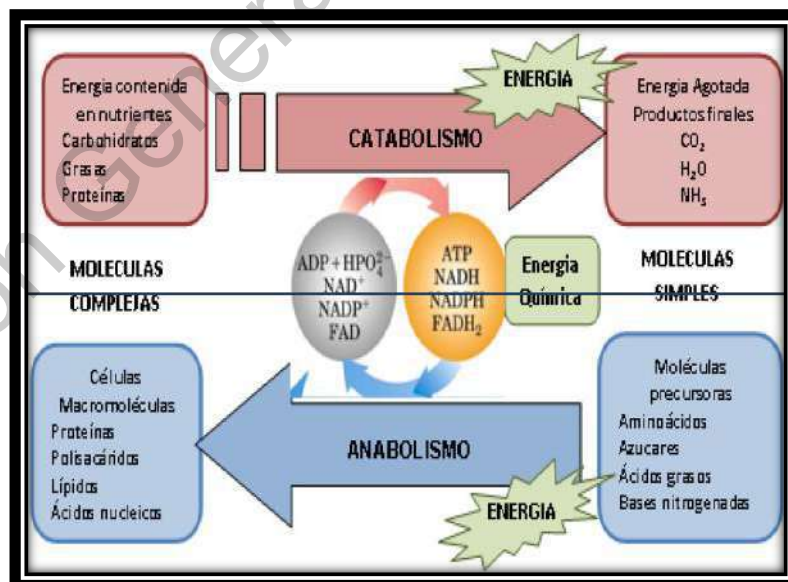 Energia contenida
en nutrientes
Carbohidratos
Grasas
Proteínas
CATABOLISMO
ENERGIA
Energia Agotada
Productos finales
CO₂
H₂O
NH₃
MOLECULAS
COMPLEJAS
ADP + HPO₄²⁻
NAD⁺
NADP⁺
FAD
ATP
NADH
NADPH
FADH₂
Energia
Química
MOLECULAS
SIMPLES
Células
Macromoléculas
Proteínas
Polisacáridos
Lípidos
Ácidos nucleicos
ANABOLISMO
ENERGIA
Moléculas
precursoras
Aminoácidos
Azucares
Ácidos grasos
Bases nitrogenadas